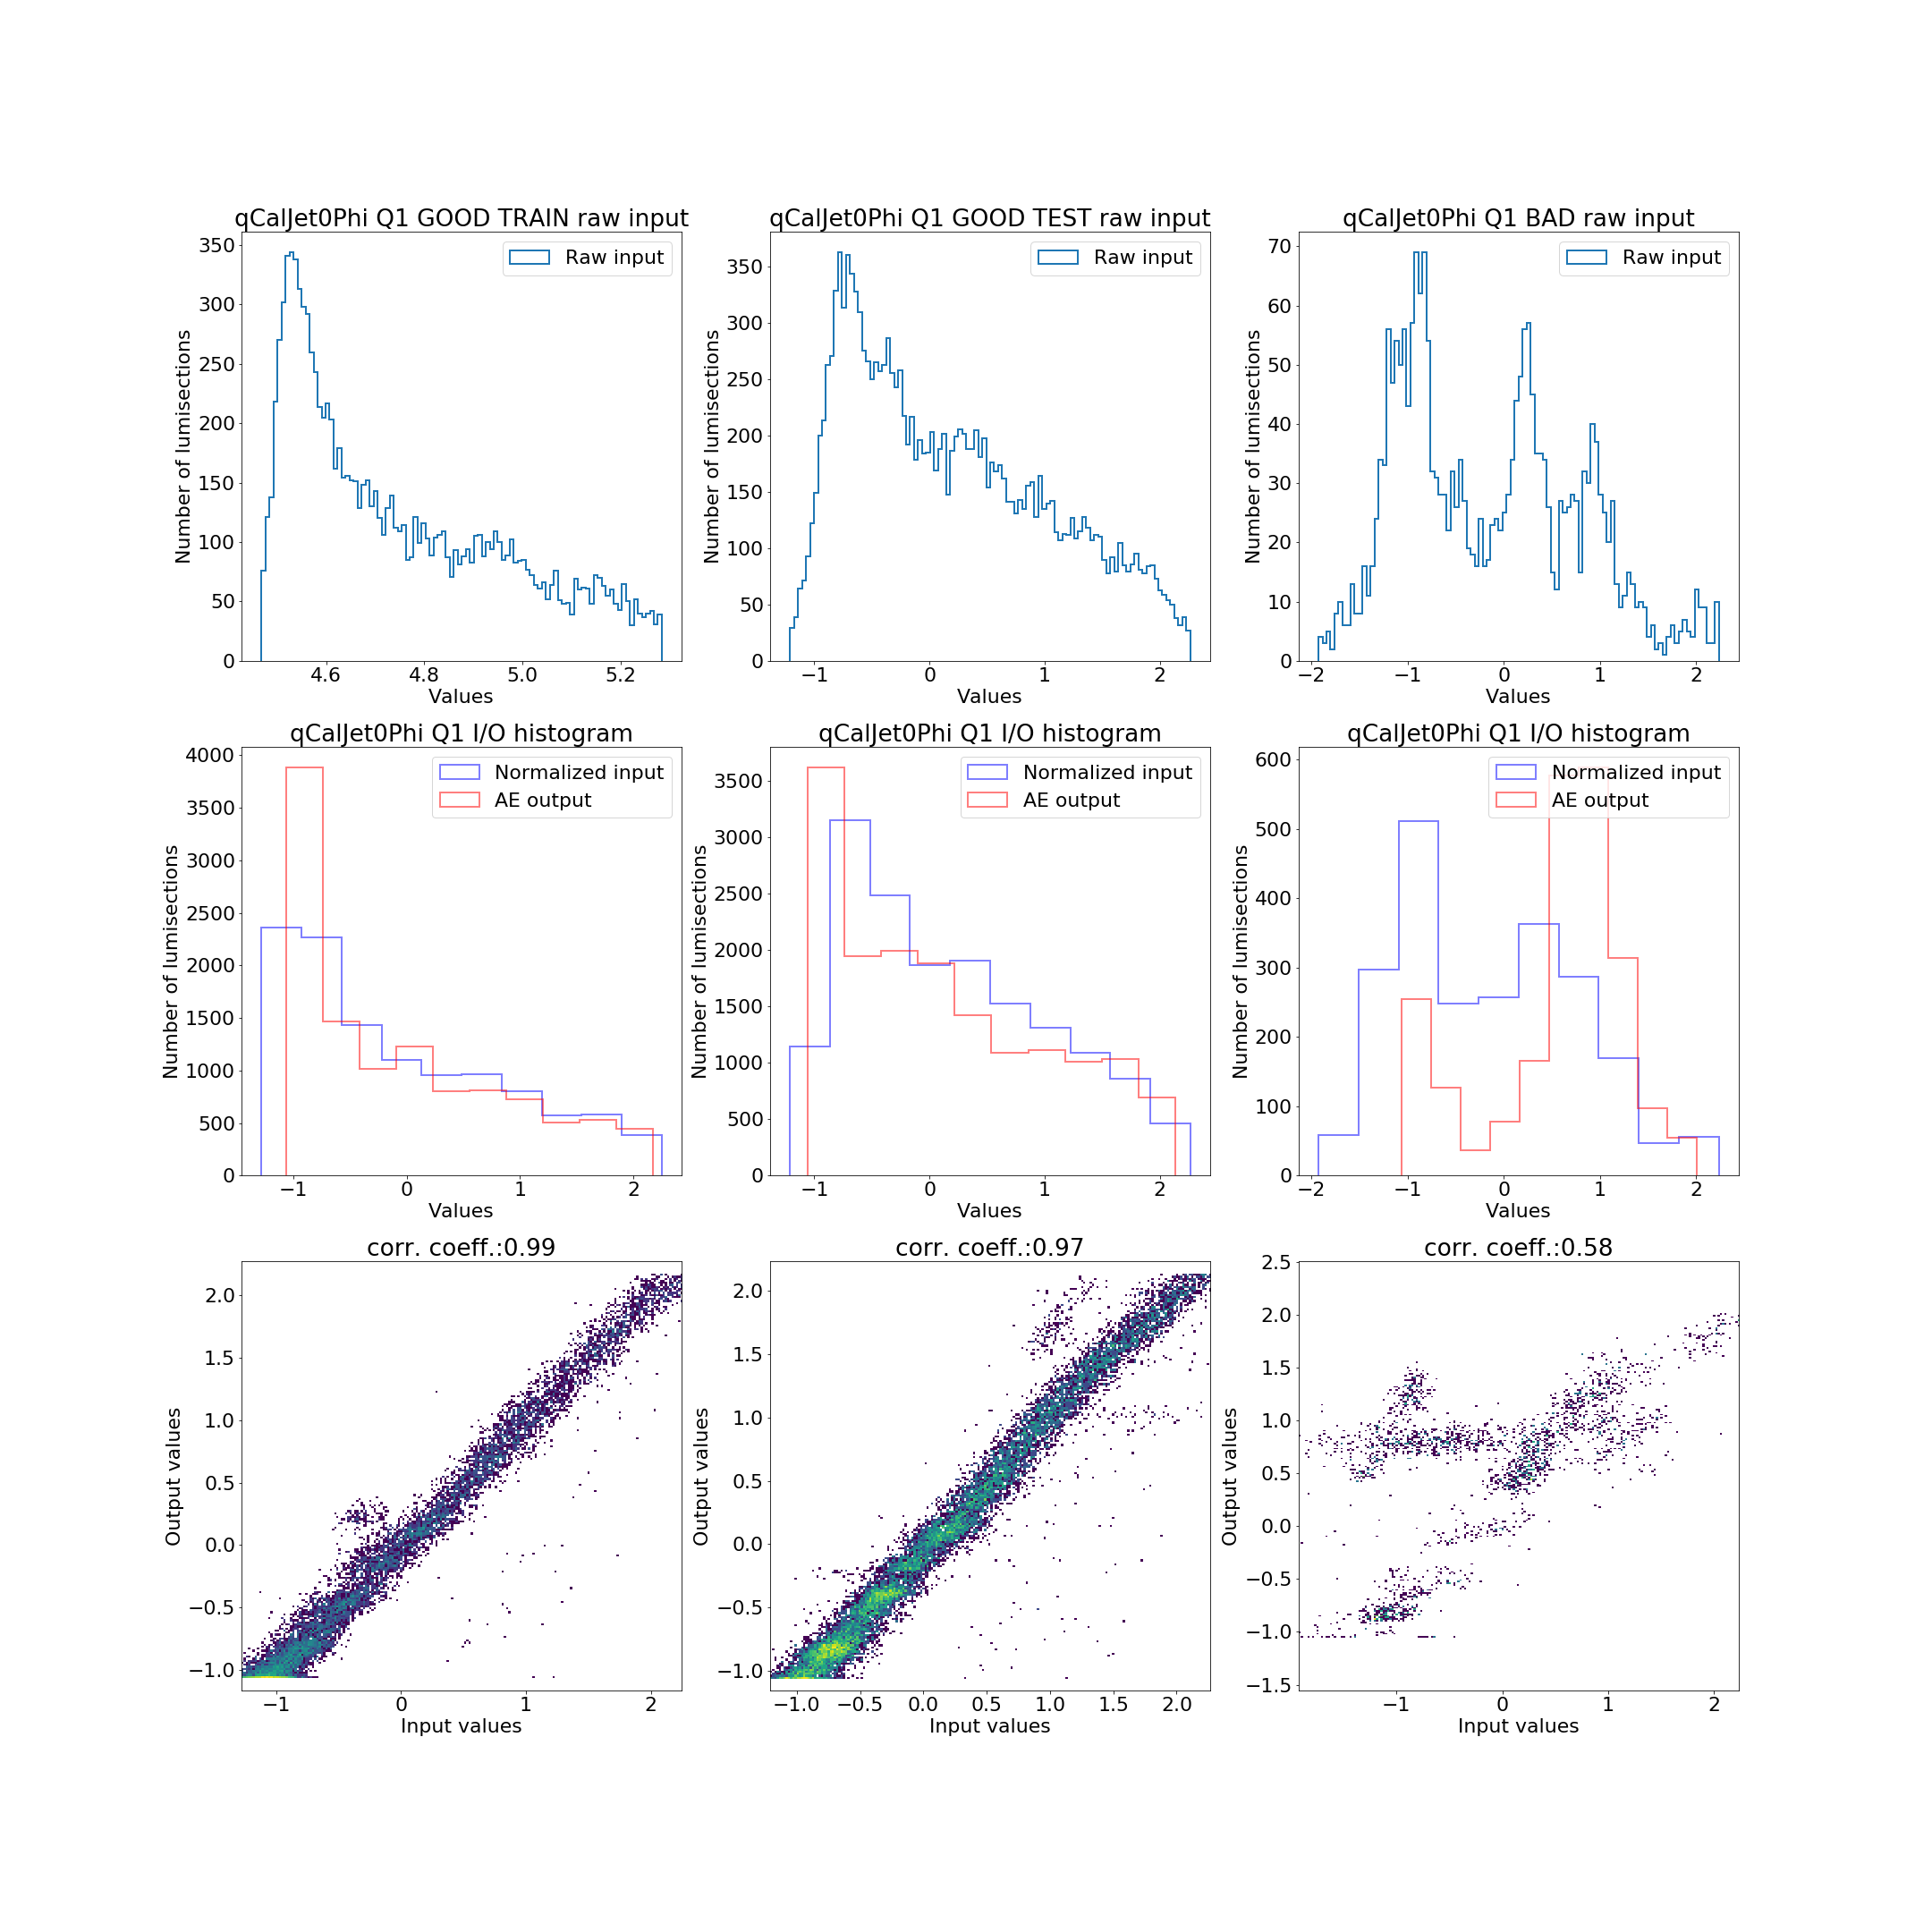 qCalJet0Phi Q1 GOOD TRAIN raw input
qCalJet0Phi Q1 GOOD TEST raw input
qCalJet0Phi Q1 BAD raw input
350
300
250
200
150
100
50
0
Number of lumisections
Raw input
4.6 4.8 5.0 5.2
Values
350
300
250
200
150
100
50
0
Number of lumisections
Raw input
−1 0 1 2
Values
70
60
50
40
30
20
10
0
Number of lumisections
Raw input
−2 −1 0 1 2
Values
qCalJet0Phi Q1 I/O histogram
4000
3500
3000
2500
2000
1500
1000
500
0
Number of lumisections
Normalized input
AE output
−1 0 1 2
Values
qCalJet0Phi Q1 I/O histogram
3500
3000
2500
2000
1500
1000
500
0
Number of lumisections
Normalized input
AE output
−1 0 1 2
Values
qCalJet0Phi Q1 I/O histogram
600
500
400
300
200
100
0
Number of lumisections
Normalized input
AE output
−2 −1 0 1 2
Values
corr. coeff.:0.99
2.0
1.5
1.0
0.5
0.0
−0.5
−1.0
Output values
−1 0 1 2
Input values
corr. coeff.:0.97
2.0
1.5
1.0
0.5
0.0
−0.5
−1.0
Output values
−1.0 −0.5 0.0 0.5 1.0 1.5 2.0
Input values
corr. coeff.:0.58
2.5
2.0
1.5
1.0
0.5
0.0
−0.5
−1.0
−1.5
Output values
−1 0 1 2
Input values